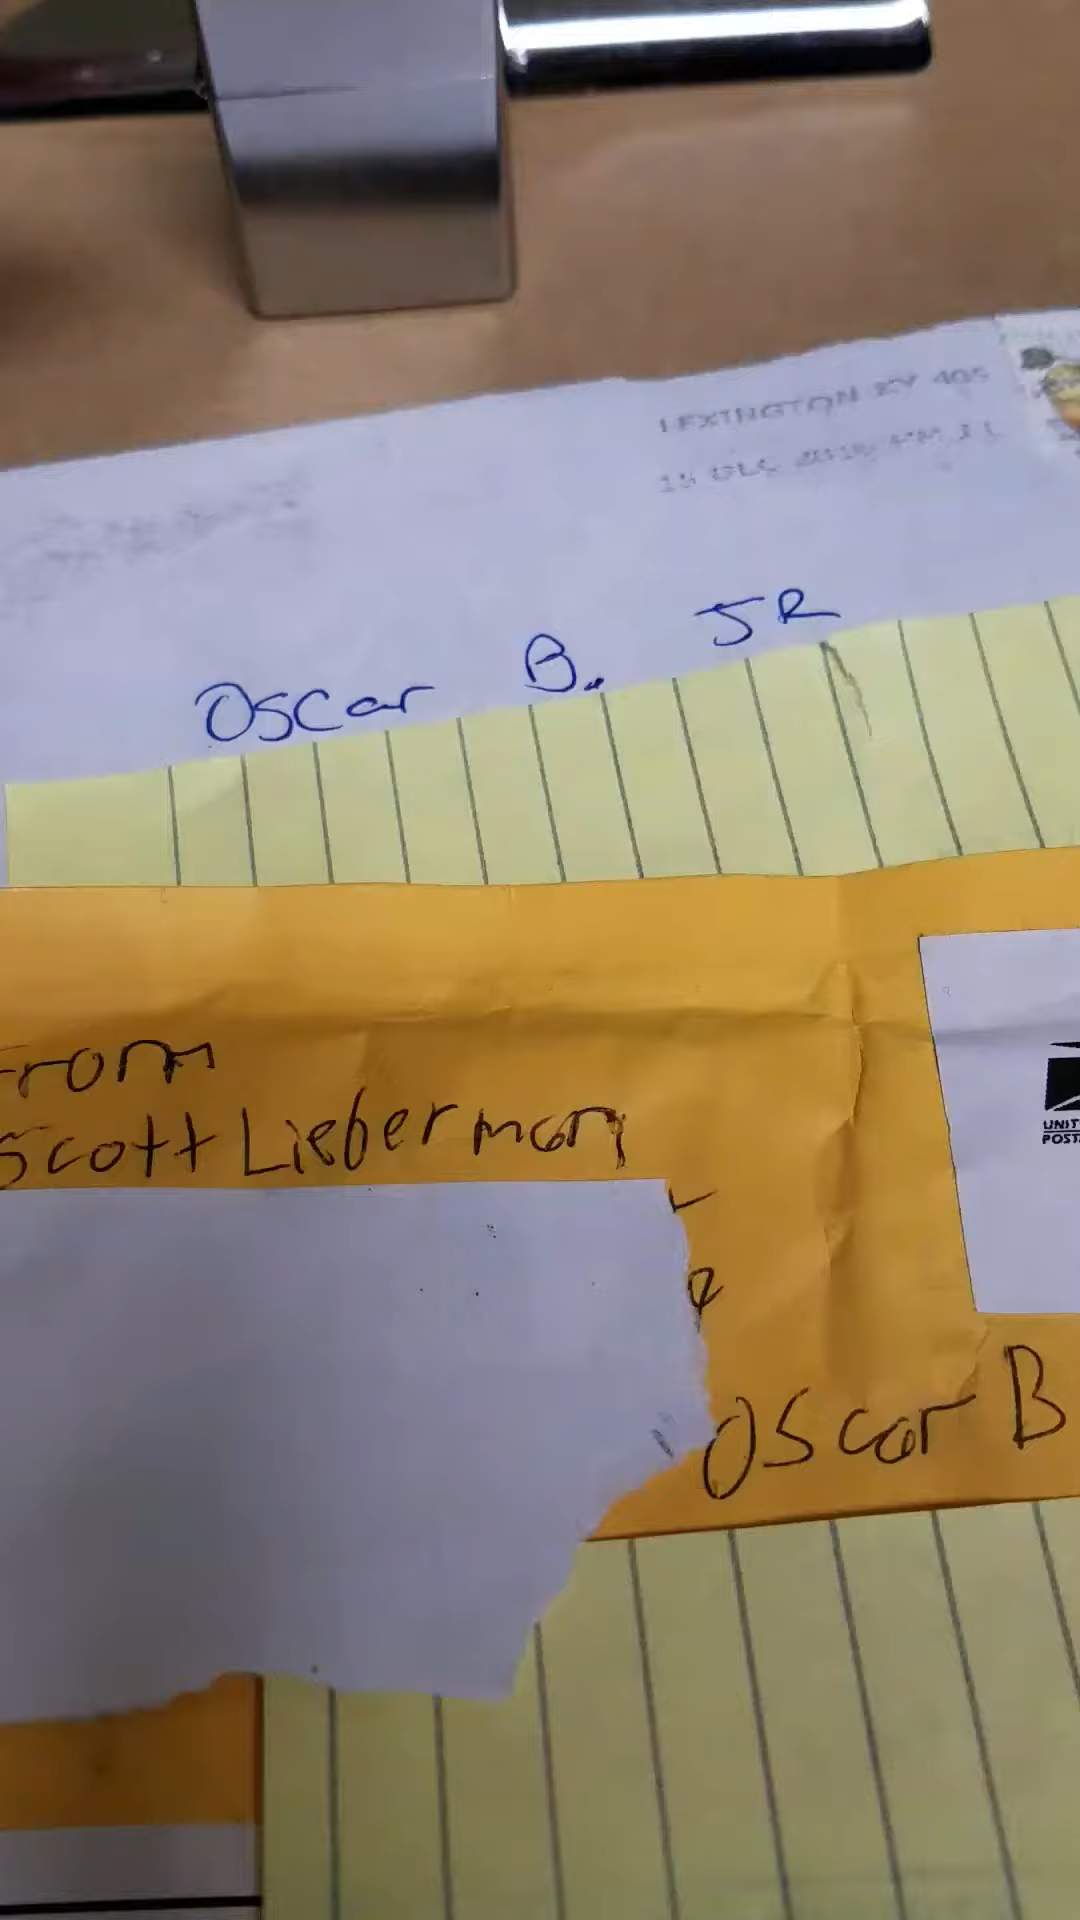 LEXINGTON KY 405
Oscar B. JR
From
Scott Lieberman
UNIT
POST
Oscar B